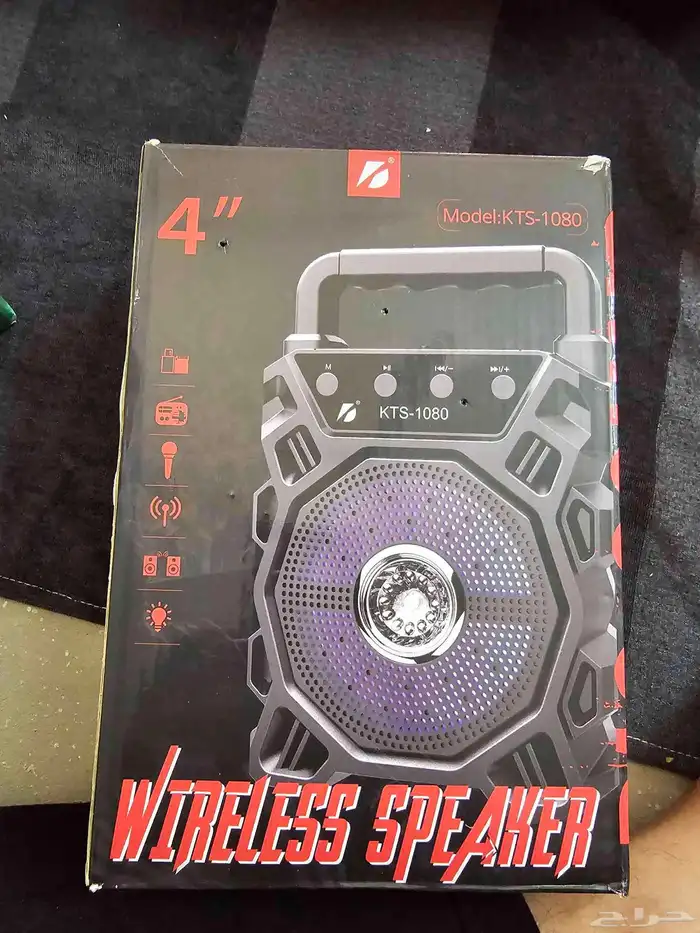 4”
Model:KTS-1080
M
⏯
⏮/−
⏭/+
KTS-1080
WIRELESS SPEAKER
حراج